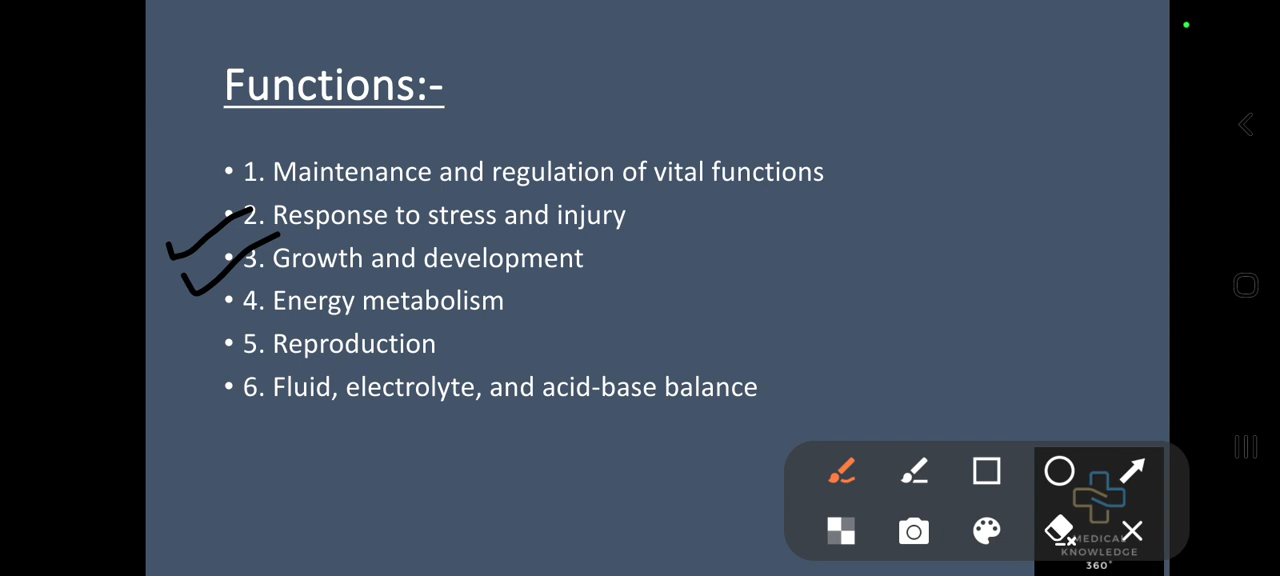 Functions:-
• 1. Maintenance and regulation of vital functions
• 2. Response to stress and injury
• 3. Growth and development
• 4. Energy metabolism
• 5. Reproduction
• 6. Fluid, electrolyte, and acid-base balance
MEDICAL
KNOWLEDGE
360°